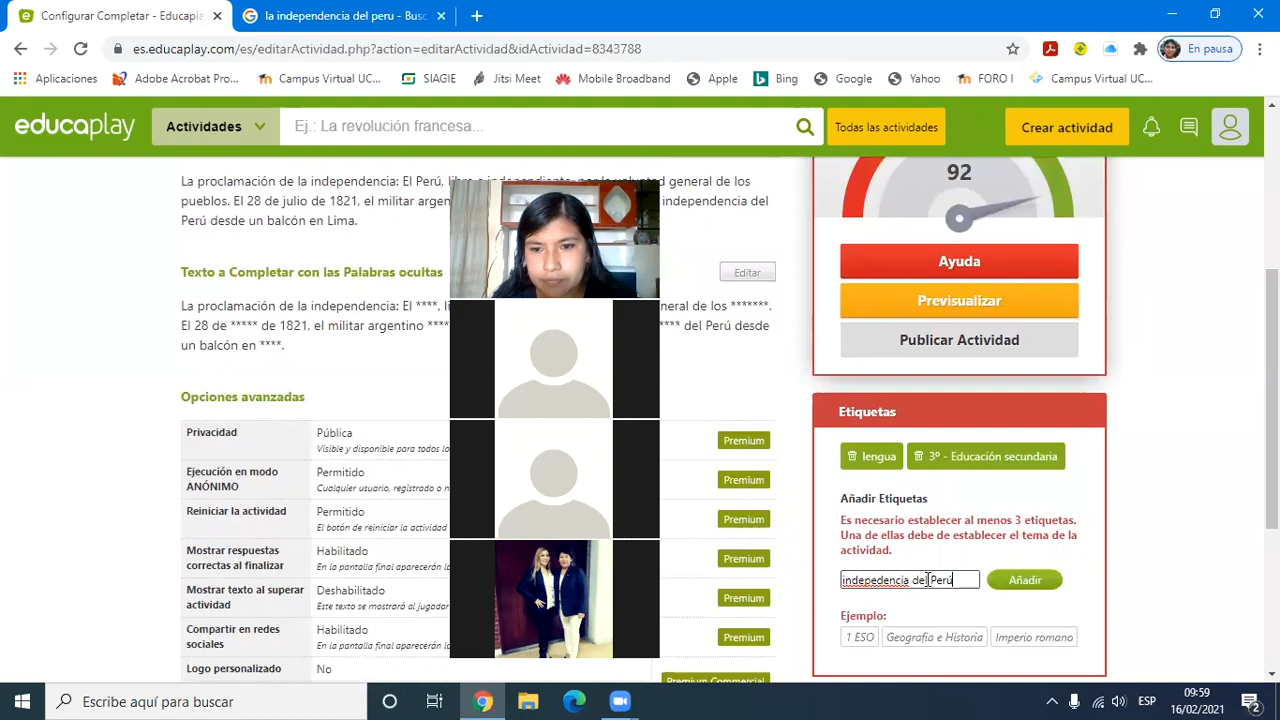 Configurar Completar - Educapla
la independencia del peru - Busc
es.educaplay.com/es/editarActividad.php?action=editarActividad&idActividad=8343788
En pausa
Aplicaciones
Adobe Acrobat Pro...
Campus Virtual UC...
SIAGIE
Jitsi Meet
Mobile Broadband
Apple
Bing
Google
Yahoo
FORO I
Campus Virtual UC...
educaplay
Actividades
Ej.: La revolución francesa...
Todas las actividades
Crear actividad
La proclamación de la independencia: El Perú, general de los
pueblos. El 28 de julio de 1821, el militar argen independencia del
Perú desde un balcón en Lima.
Texto a Completar con las Palabras ocultas
Editar
La proclamación de la independencia: El ****, li neral de los *******.
El 28 de ***** de 1821, el militar argentino **** **** del Perú desde
un balcón en ****.
Opciones avanzadas
Privacidad
Pública
Visible y disponible para todos lo
Premium
Ejecución en modo
ANÓNIMO
Permitido
Cualquier usuario, registrado o n
Premium
Reiniciar la actividad
Permitido
El botón de reiniciar la actividad
Premium
Mostrar respuestas
correctas al finalizar
Habilitado
En la pantalla final aparecerán l
Premium
Mostrar texto al superar
actividad
Deshabilitado
Este texto se mostrará al jugador
Premium
Compartir en redes
sociales
Habilitado
En la pantalla final aparecerán l
Premium
Logo personalizado
No
Premium Comercial
92
Ayuda
Previsualizar
Publicar Actividad
Etiquetas
lengua
3º - Educación secundaria
Añadir Etiquetas
Es necesario establecer al menos 3 etiquetas.
Una de ellas debe de establecer el tema de la
actividad.
indepedencia del Perú
Añadir
Ejemplo:
1 ESO
Geografía e Historia
Imperio romano
Escribe aquí para buscar
ESP
09:59
16/02/2021
2